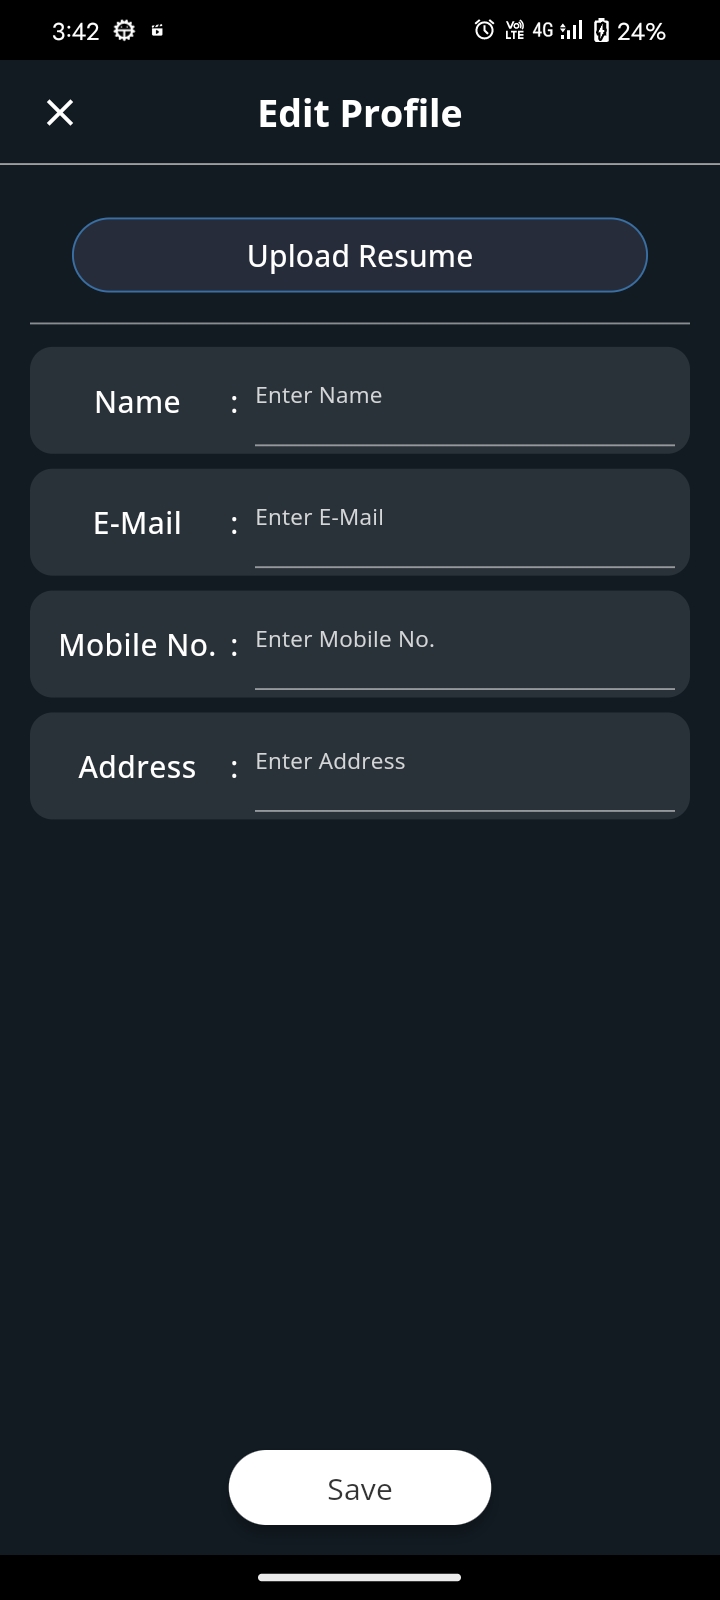 3:42 Vo) LTE 4G 24%
Edit Profile
Upload Resume
Name : Enter Name
E-Mail : Enter E-Mail
Mobile No. : Enter Mobile No.
Address : Enter Address
Save